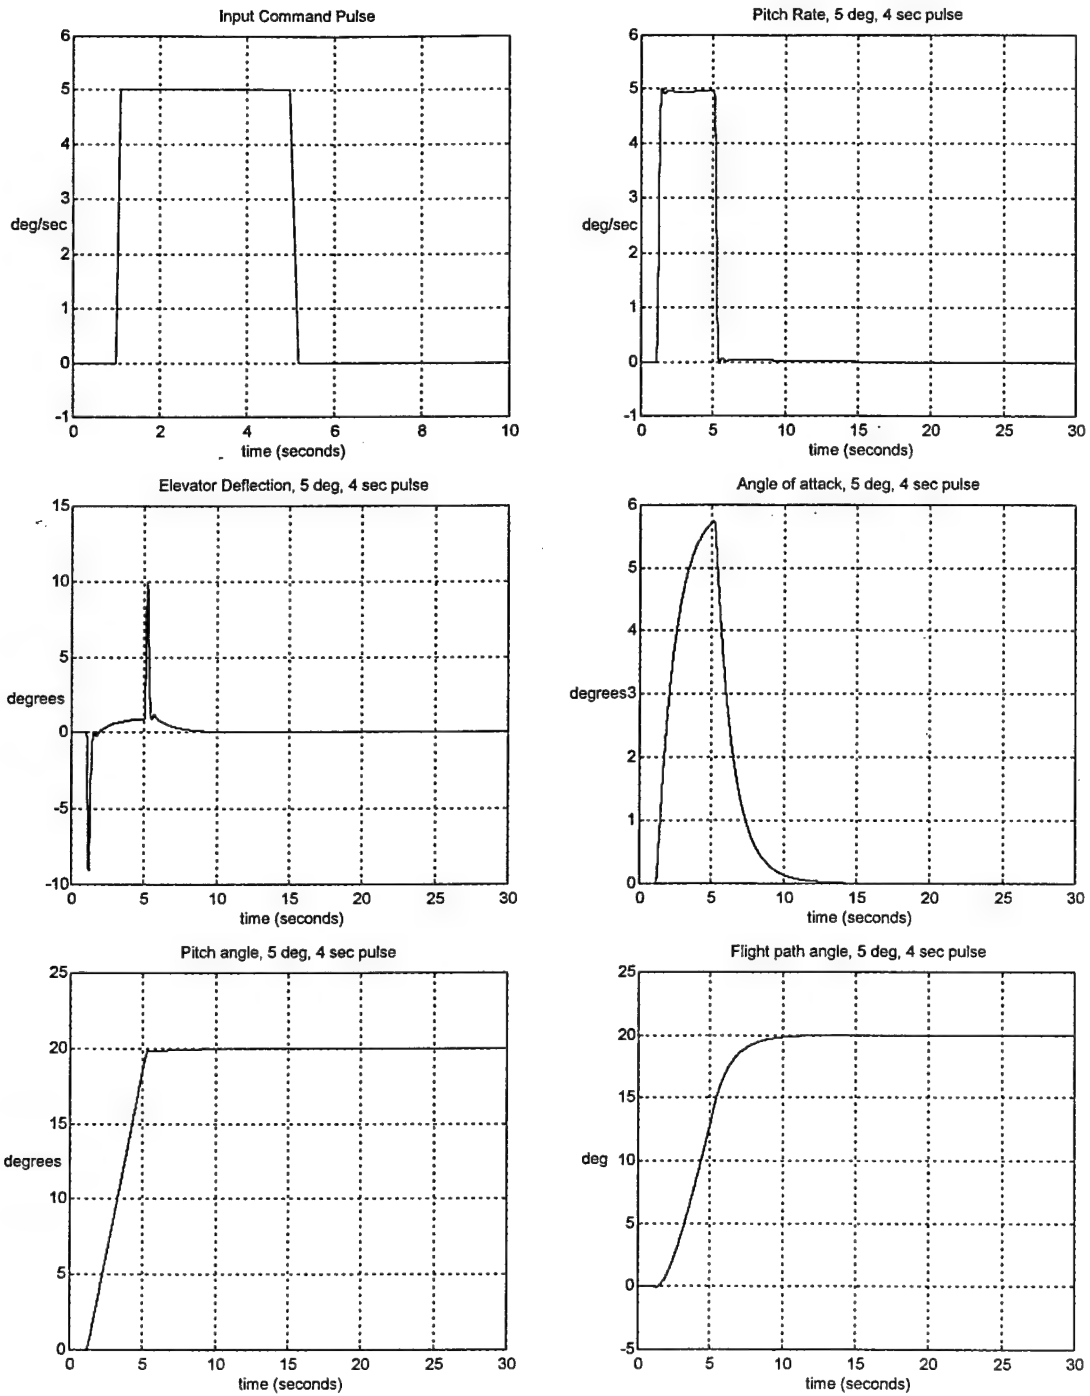 Input Command Pulse
6
5
4
3
deg/sec
2
1
0
-1
0 2 4 6 8 10
time (seconds)
Pitch Rate, 5 deg, 4 sec pulse
6
5
4
3
deg/sec
2
1
0
-1
0 5 10 15 20 25 30
time (seconds)
Elevator Deflection, 5 deg, 4 sec pulse
15
10
5
degrees
0
-5
-10
0 5 10 15 20 25 30
time (seconds)
Angle of attack, 5 deg, 4 sec pulse
6
5
4
degrees3
2
1
0
0 5 10 15 20 25 30
time (seconds)
Pitch angle, 5 deg, 4 sec pulse
25
20
15
degrees
10
5
0
0 5 10 15 20 25 30
time (seconds)
Flight path angle, 5 deg, 4 sec pulse
25
20
15
deg 10
5
0
-5
0 5 10 15 20 25 30
time (seconds)